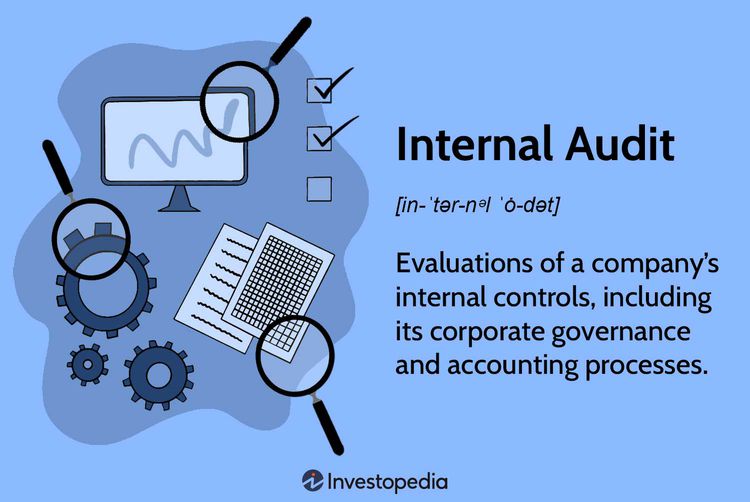 Internal Audit
[in-ˈtər-nᵊl ˈȯ-dət]
Evaluations of a company’s
internal controls, including
its corporate governance
and accounting processes.
Investopedia